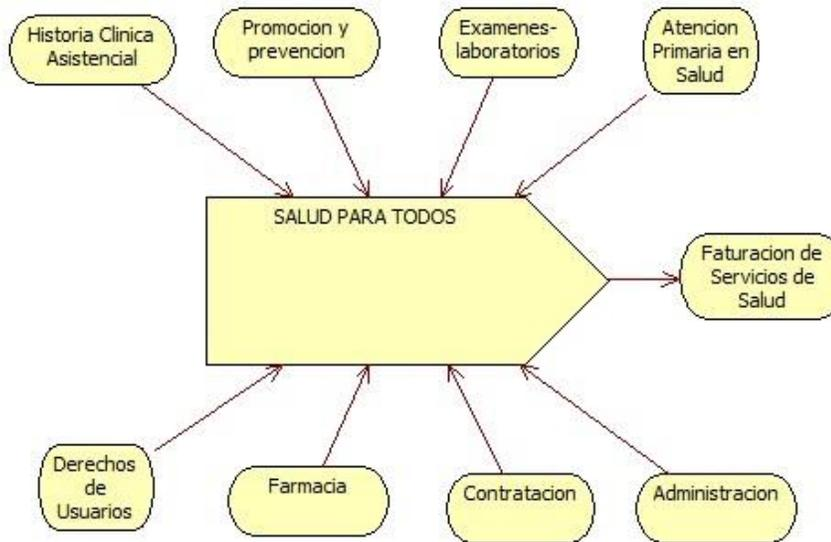 Historia Clinica
Asistencial
Promocion y
prevencion
Examenes-
laboratorios
Atencion
Primaria en
Salud
SALUD PARA TODOS
Faturacion de
Servicios de
Salud
Derechos
de
Usuarios
Farmacia
Contratacion
Administracion